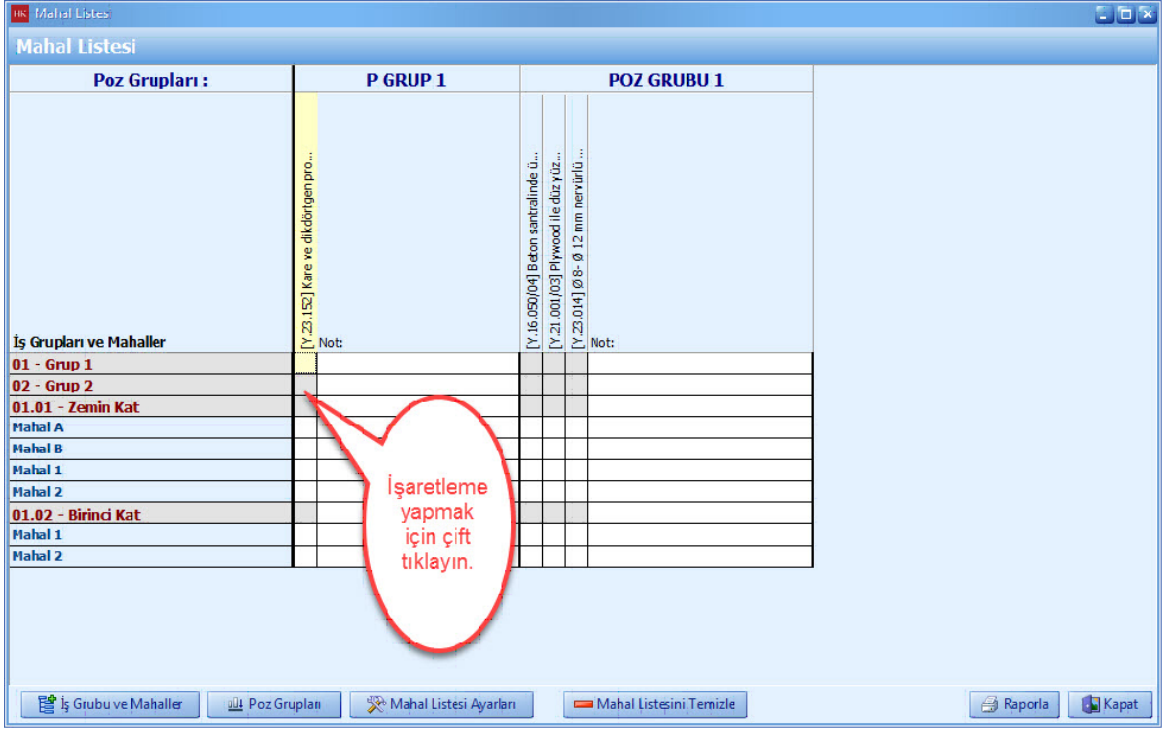 HK Mahal Listesi
Mahal Listesi
Poz Grupları :
P GRUP 1
POZ GRUBU 1
İş Grupları ve Mahaller
[Y.23.152] Kare ve dikdörtgen pro...
Not:
[Y.16.050/04] Beton santralinde ü...
[Y.21.001/03] Plywood ile düz yüz...
[Y.23.014] Ø 8- Ø 12 mm nervürlü ...
Not:
01 - Grup 1
02 - Grup 2
01.01 - Zemin Kat
Mahal A
Mahal B
Mahal 1
Mahal 2
01.02 - Birinci Kat
Mahal 1
Mahal 2
İşaretleme
yapmak
için çift
tıklayın.
İş Grubu ve Mahaller
Poz Grupları
Mahal Listesi Ayarları
Mahal Listesini Temizle
Raporla
Kapat